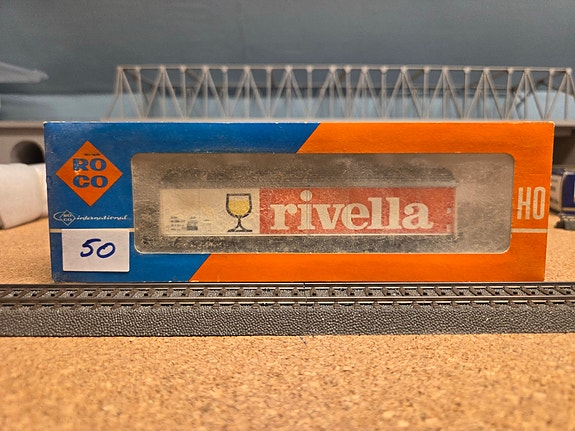 RO
CO
international
50
rivella
HO